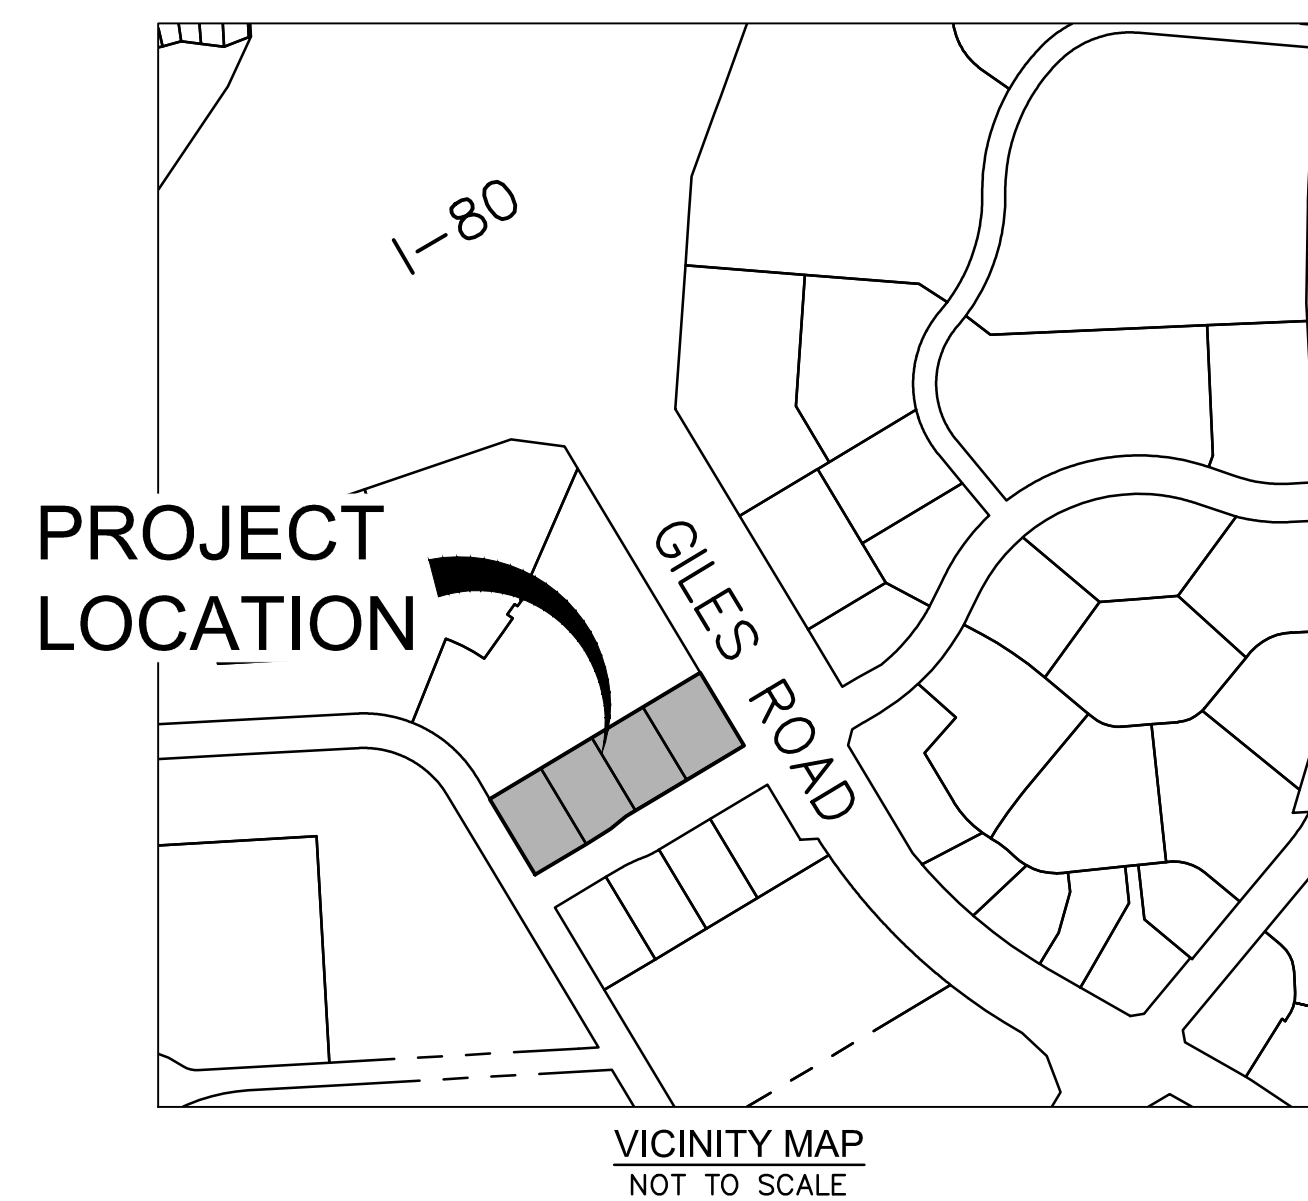 I-80
PROJECT
LOCATION
GILES ROAD
VICINITY MAP
NOT TO SCALE